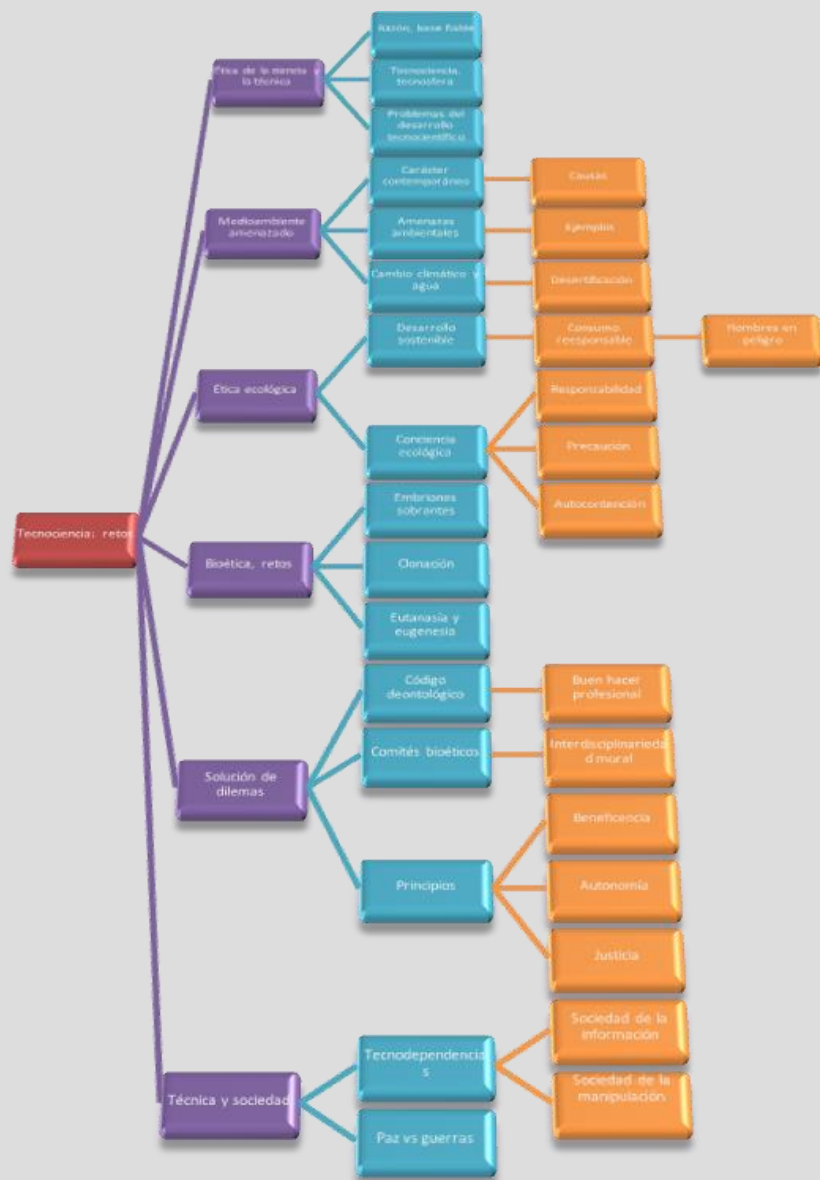 Tecnociencia: retos
Ética de la ciencia y
la técnica
Razón, base fiable
Tecnociencia,
tecnosfera
Problemas del
desarrollo
tecnocientífico
Medioambiente
amenazado
Carácter
contemporáneo
Causas
Amenazas
ambientales
Ejemplos
Cambio climático y
agua
Desertificación
Ética ecológica
Desarrollo
sostenible
Consumo
reesponsable
Hombres en
peligro
Conciencia
ecológica
Responsabilidad
Precaución
Autocontención
Bioética, retos
Embriones
sobrantes
Clonación
Eutanasia y
eugenesia
Solución de
dilemas
Código
deontológico
Buen hacer
profesional
Comités bioéticos
Interdisciplinarieda
d moral
Principios
Beneficencia
Autonomía
Justicia
Técnica y sociedad
Tecnodependencia
s
Sociedad de la
información
Sociedad de la
manipulación
Paz vs guerras